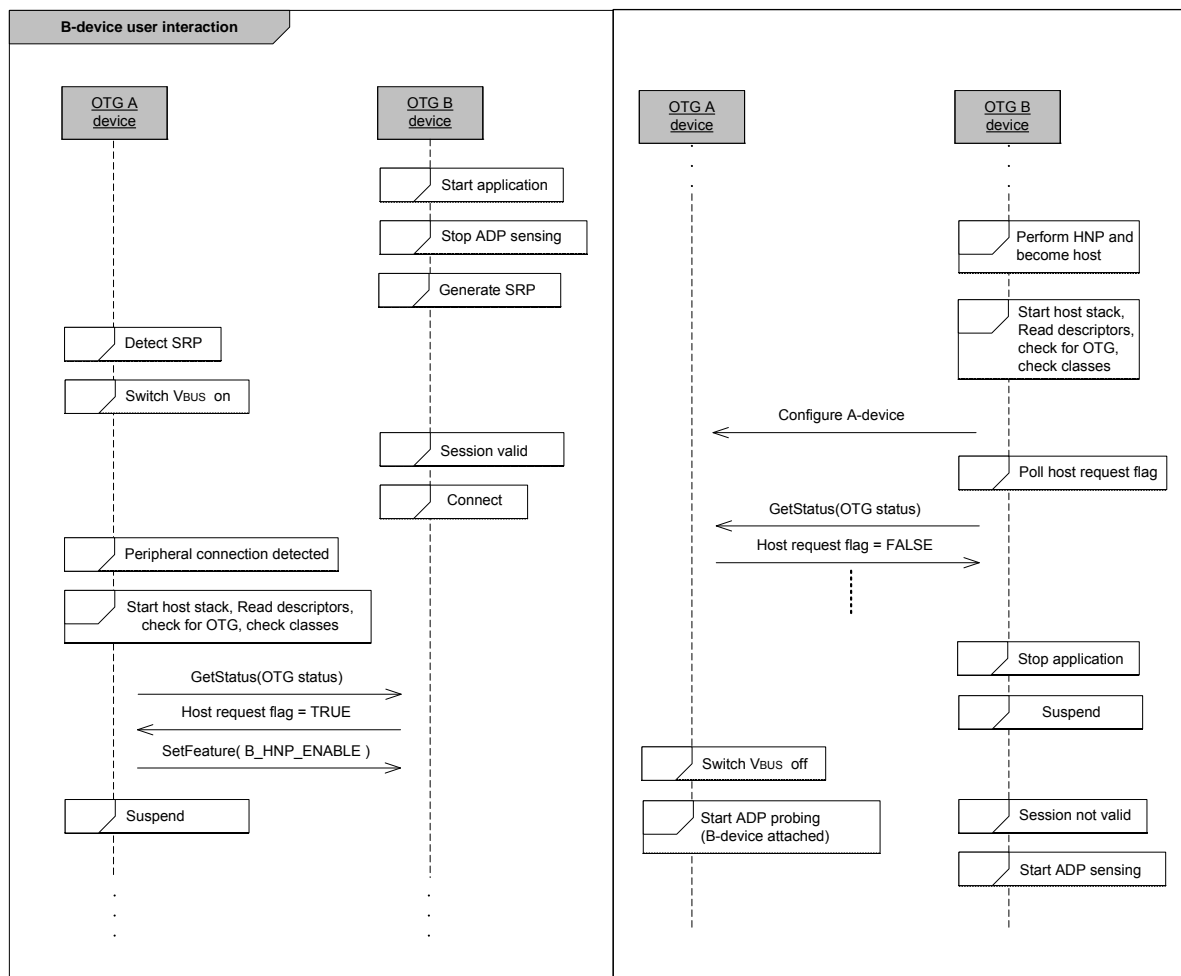 B-device user interaction
OTG A
device
OTG B
device
Start application
Stop ADP sensing
Generate SRP
Detect SRP
Switch VBUS on
Session valid
Connect
Peripheral connection detected
Start host stack, Read descriptors,
check for OTG, check classes
GetStatus(OTG status)
Host request flag = TRUE
SetFeature( B_HNP_ENABLE )
Suspend
OTG A
device
OTG B
device
Perform HNP and
become host
Start host stack,
Read descriptors,
check for OTG,
check classes
Configure A-device
Poll host request flag
GetStatus(OTG status)
Host request flag = FALSE
Stop application
Suspend
Switch VBUS off
Start ADP probing
(B-device attached)
Session not valid
Start ADP sensing